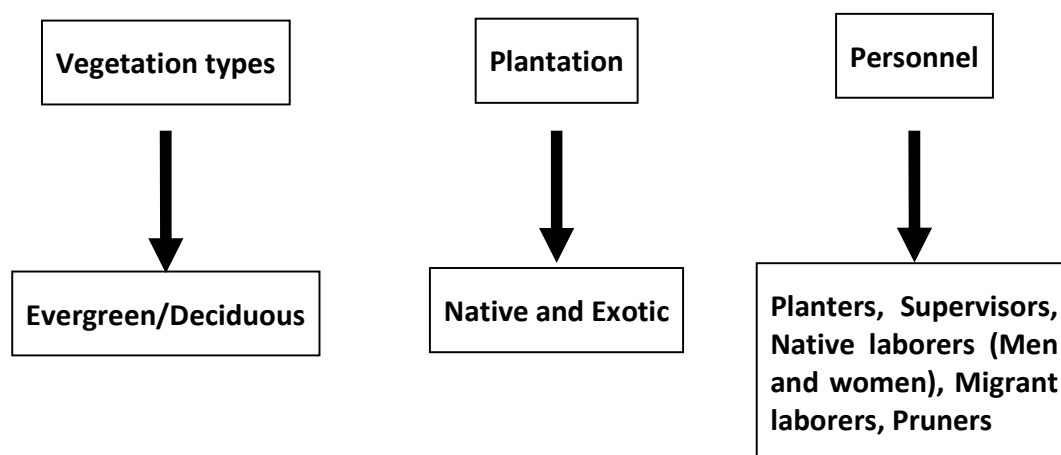 Vegetation types
Plantation
Personnel
Evergreen/Deciduous
Native and Exotic
Planters, Supervisors,
Native laborers (Men
and women), Migrant
laborers, Pruners